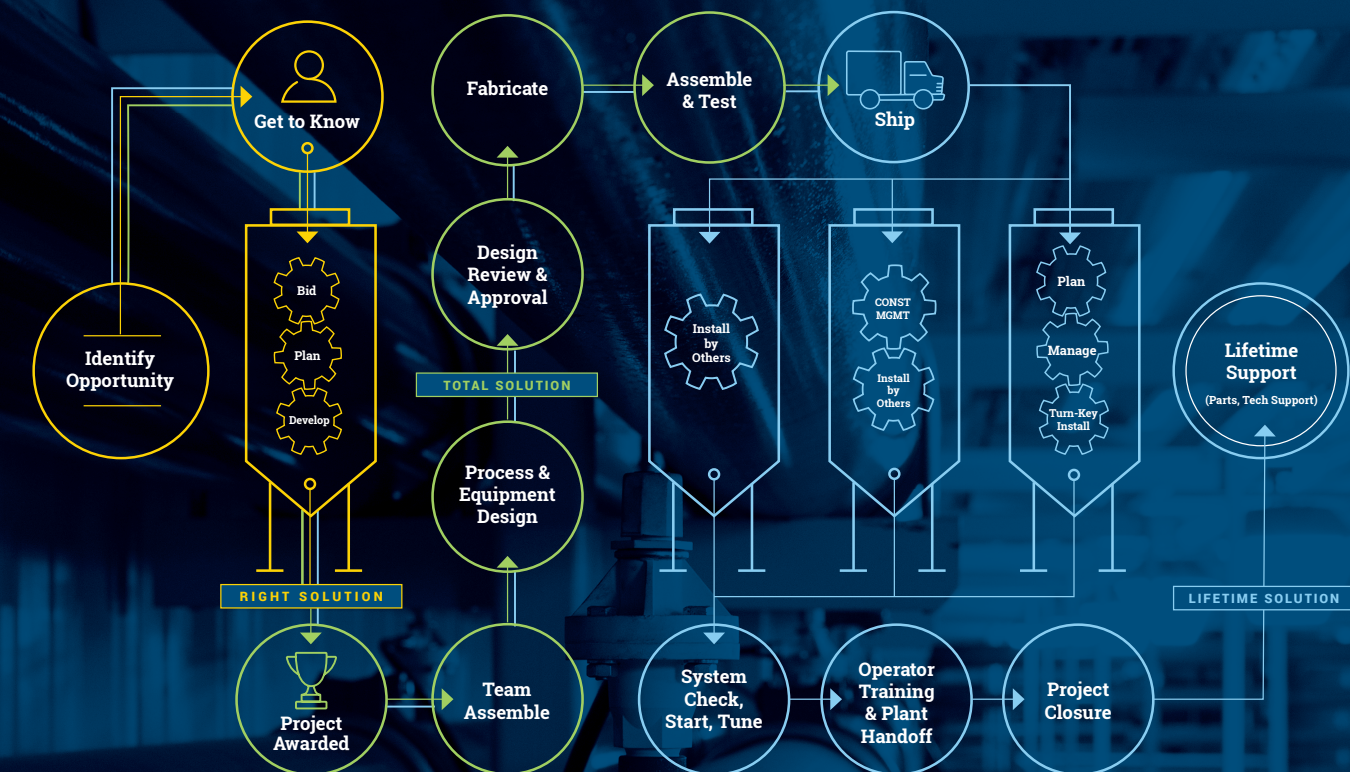 Identify
Opportunity
Get to Know
Bid
Plan
Develop
RIGHT SOLUTION
Project
Awarded
Team
Assemble
Process &
Equipment
Design
TOTAL SOLUTION
Design
Review &
Approval
Fabricate
Assemble
& Test
Ship
Install
by
Others
CONST
MGMT
Install
by
Others
Plan
Manage
Turn-Key
Install
System
Check,
Start, Tune
Operator
Training
& Plant
Handoff
Project
Closure
LIFETIME SOLUTION
Lifetime
Support
(Parts, Tech Support)